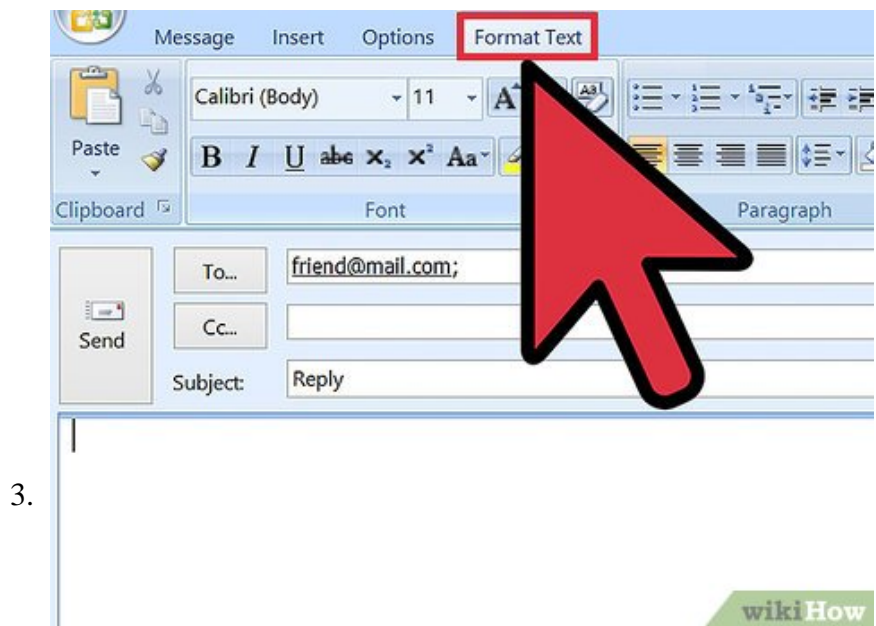 Message Insert Options Format Text
Calibri (Body) 11 A
Paste
B I U abc x₂ x² Aa
Clipboard Font Paragraph
To... friend@mail.com;
Send
Cc...
Subject: Reply
3.
wikiHow